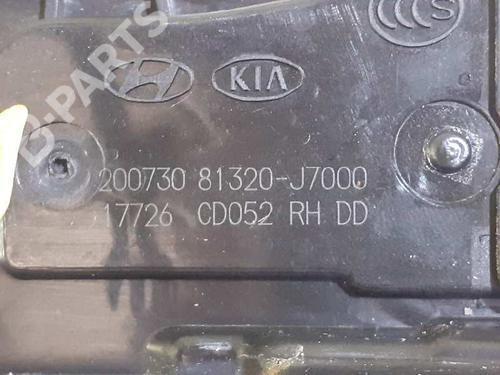 B-PARTS
CCC S
KIA
200730 81320-J7000
17726 CD052 RH DD